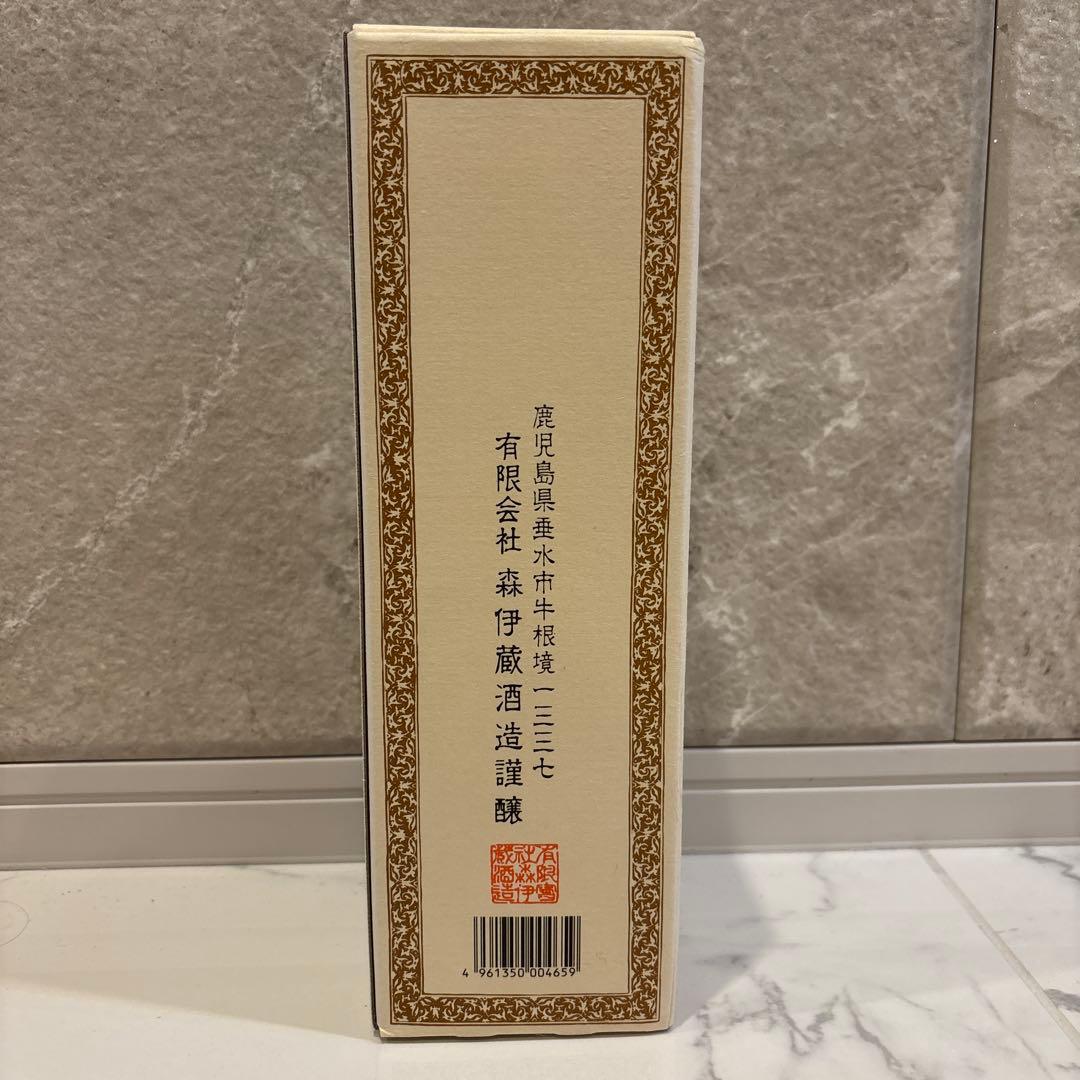 鹿児島県垂水市牛根境一三三七
有限会社 森伊蔵酒造謹醸
有限會
社森伊
蔵酒造
4 961350 004659